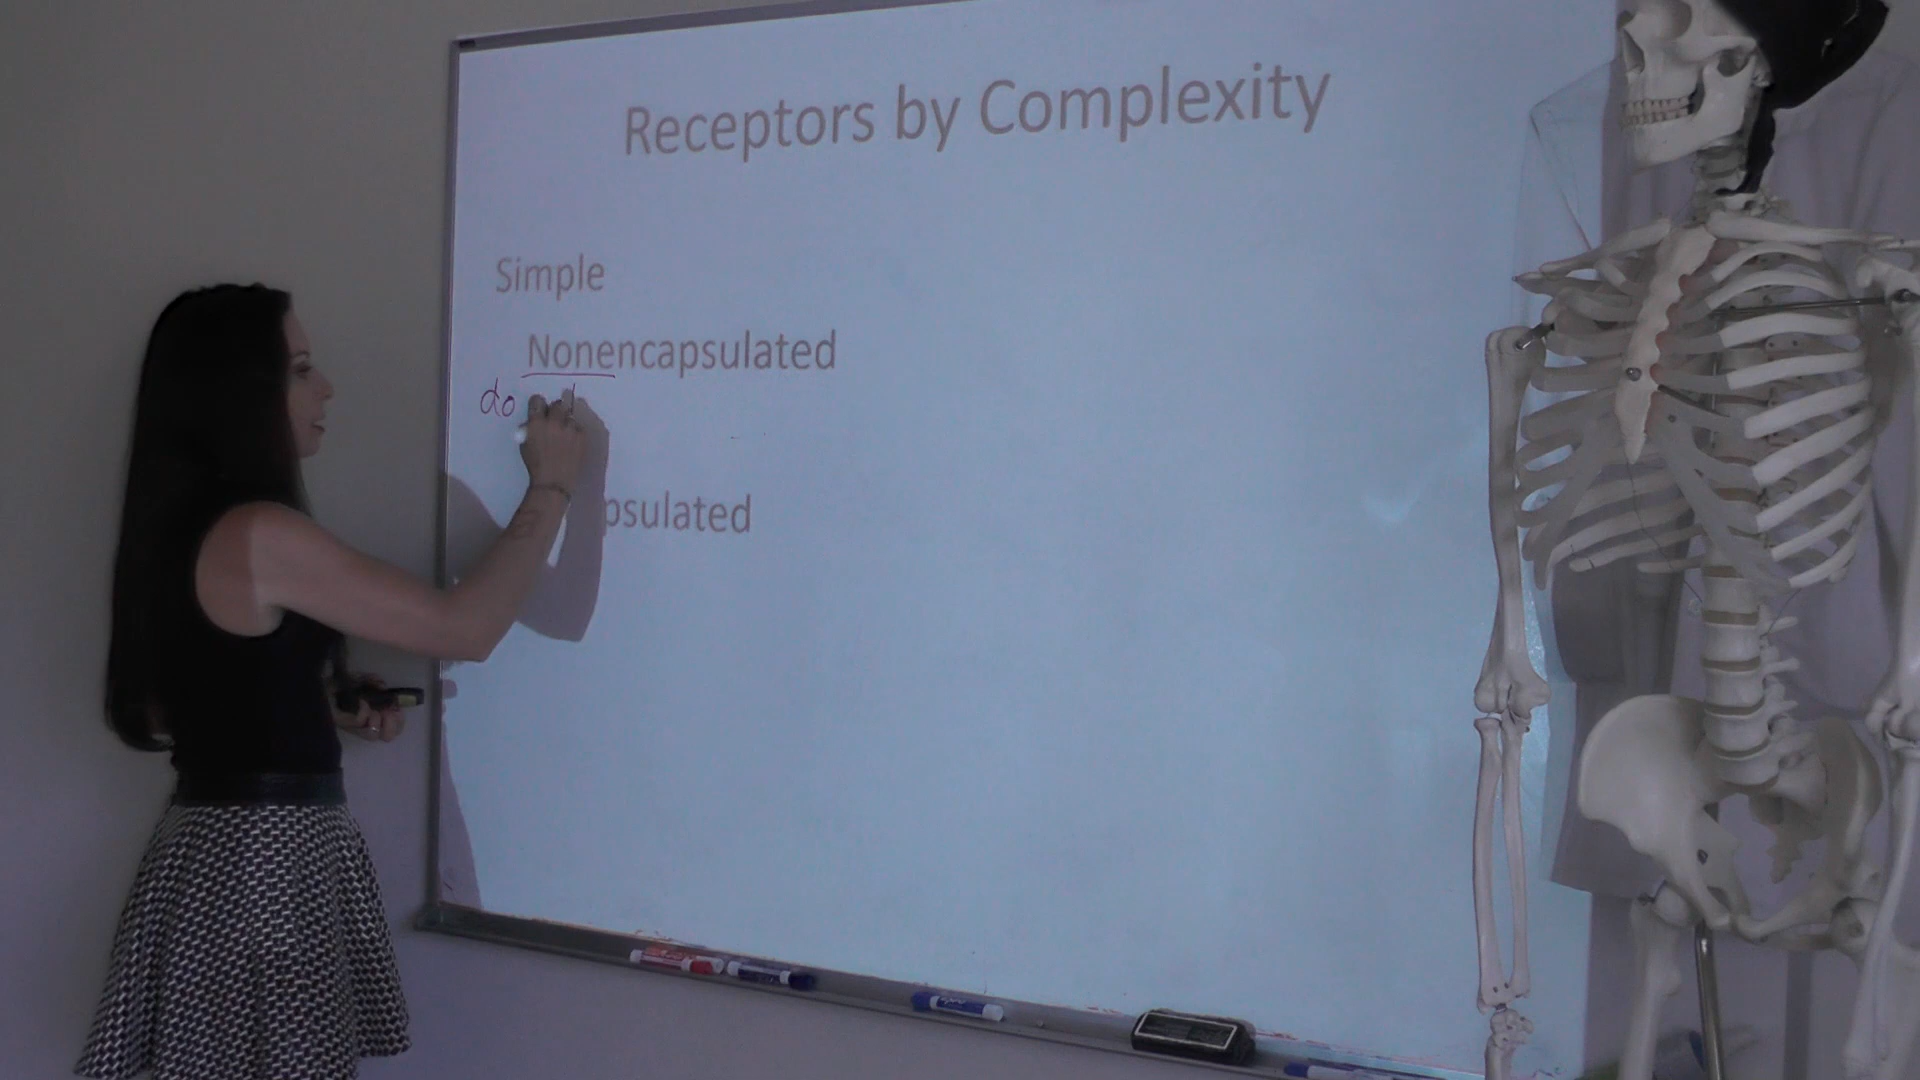 Receptors by Complexity
Simple
Nonencapsulated
do
psulated